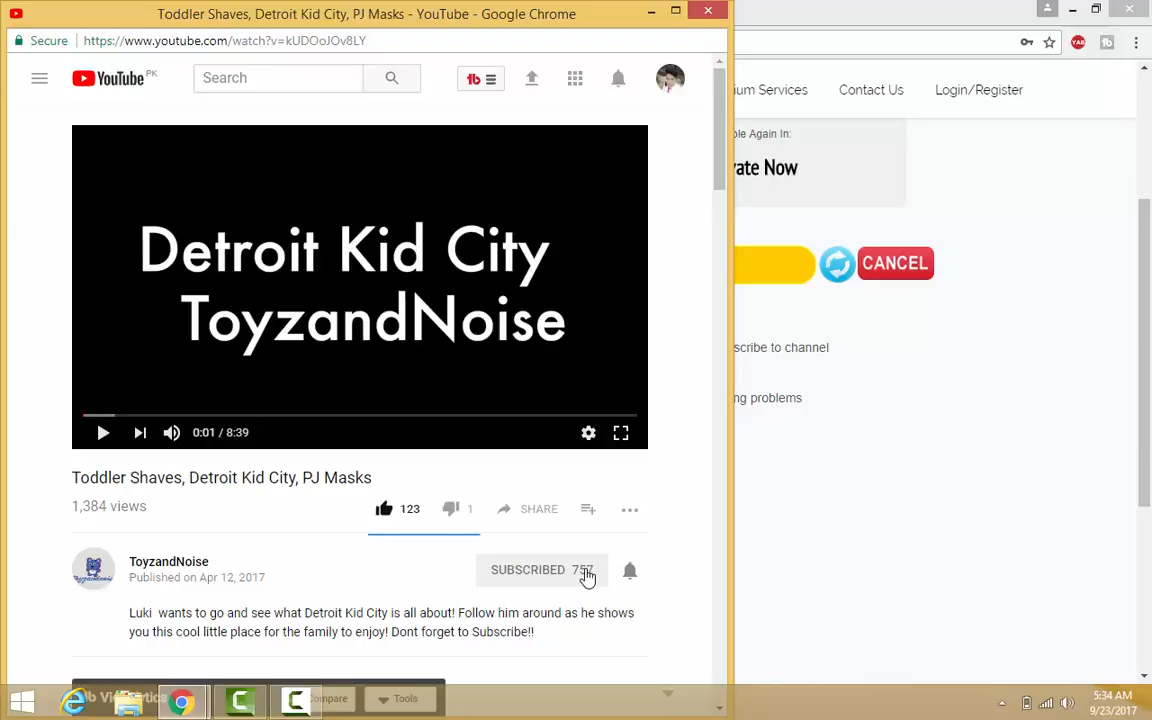 Toddler Shaves, Detroit Kid City, PJ Masks - YouTube - Google Chrome
Secure https://www.youtube.com/watch?v=kUDOoJOv8LY
YouTube PK
Search
tb
ium Services Contact Us Login/Register
YAB tb
ple Again In:
vate Now
CANCEL
scribe to channel
ng problems
Detroit Kid City
ToyzandNoise
0:01 / 8:39
Toddler Shaves, Detroit Kid City, PJ Masks
1,384 views
123 1 SHARE
ToyzandNoise
Published on Apr 12, 2017
SUBSCRIBED 757
Luki wants to go and see what Detroit Kid City is all about! Follow him around as he shows
you this cool little place for the family to enjoy! Dont forget to Subscribe!!
Compare Tools
5:34 AM
9/23/2017